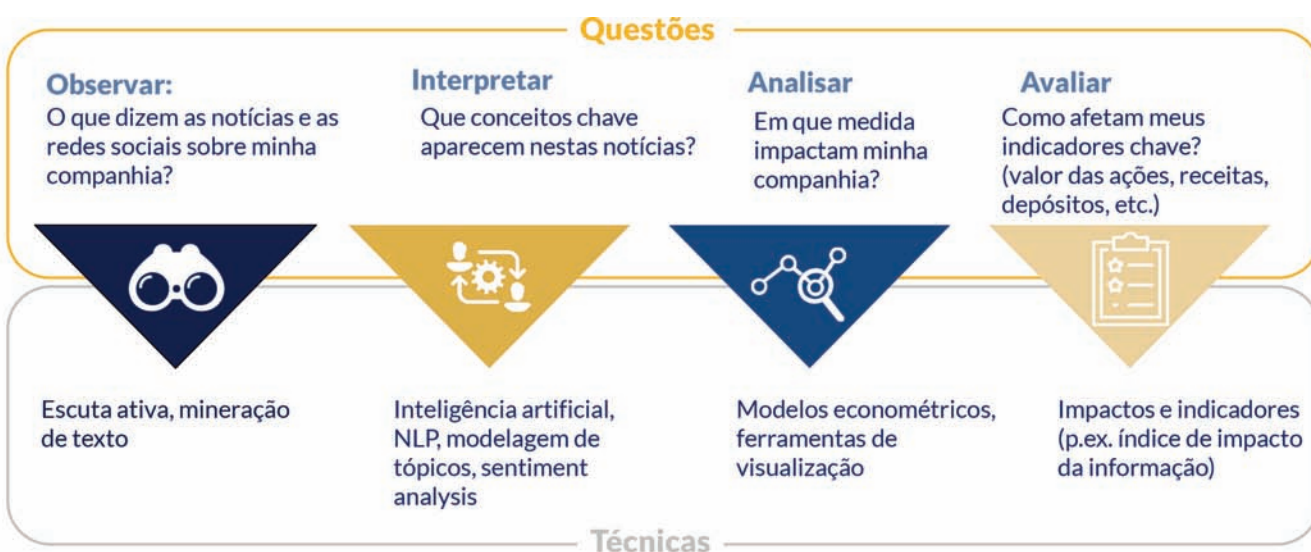 Questões
Observar:
O que dizem as notícias e as
redes sociais sobre minha
companhia?
Interpretar
Que conceitos chave
aparecem nestas notícias?
Analisar
Em que medida
impactam minha
companhia?
Avaliar
Como afetam meus
indicadores chave?
(valor das ações, receitas,
depósitos, etc.)
Escuta ativa, mineração
de texto
Inteligência artificial,
NLP, modelagem de
tópicos, sentiment
analysis
Modelos econométricos,
ferramentas de
visualização
Impactos e indicadores
(p.ex. índice de impacto
da informação)
Técnicas